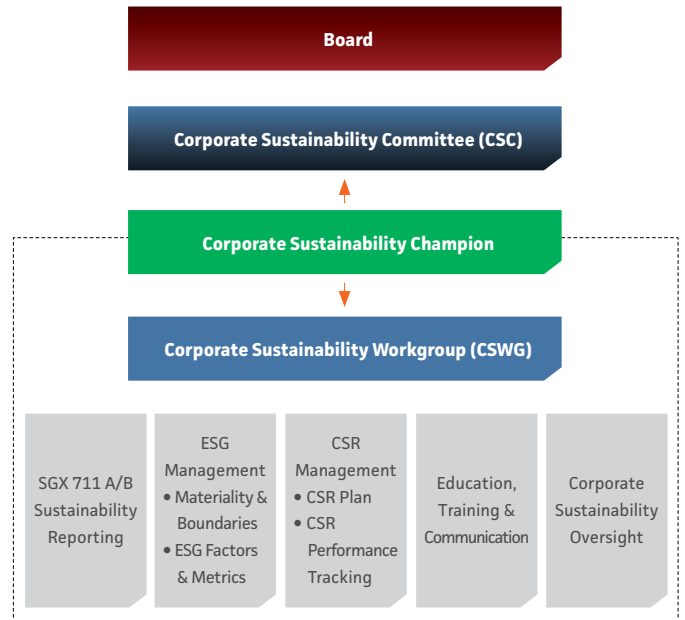 Board
Corporate Sustainability Committee (CSC)
Corporate Sustainability Champion
Corporate Sustainability Workgroup (CSWG)
SGX 711 A/B
Sustainability
Reporting
ESG
Management
• Materiality &
Boundaries
• ESG Factors
& Metrics
CSR
Management
• CSR Plan
• CSR
Performance
Tracking
Education,
Training &
Communication
Corporate
Sustainability
Oversight